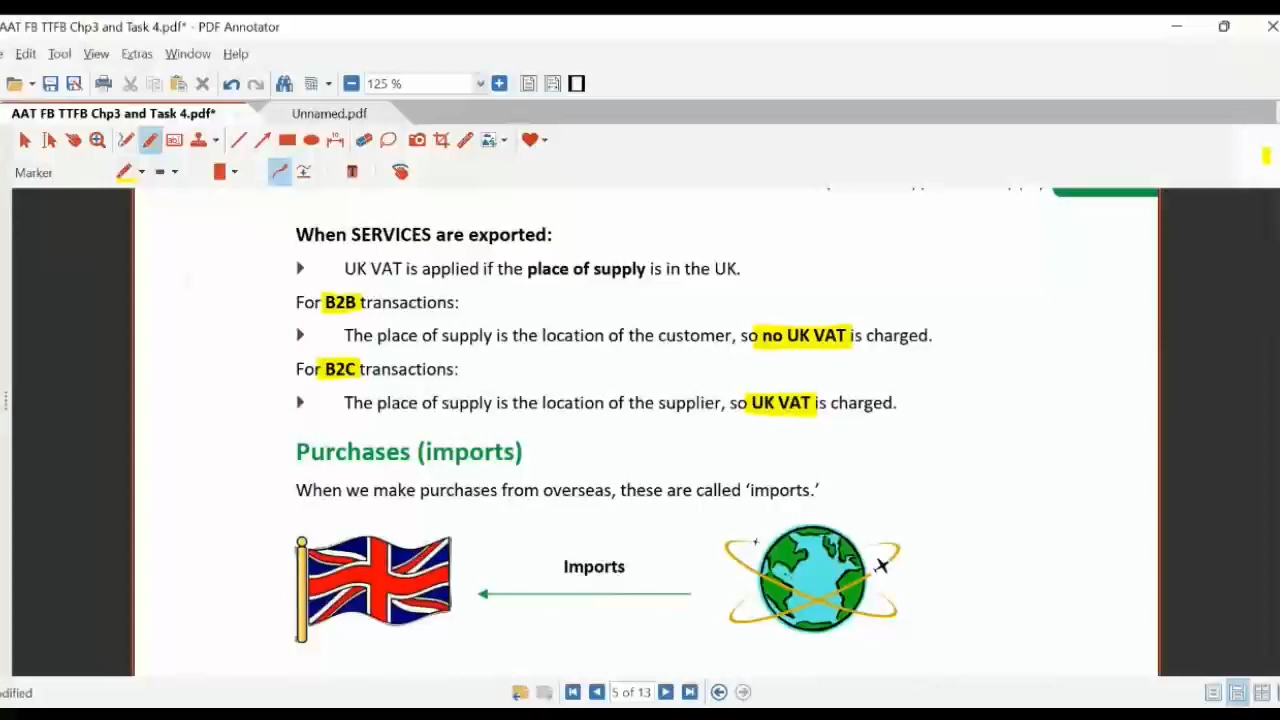 AAT FB TTFB Chp3 and Task 4.pdf* - PDF Annotator
Edit Tool View Extras Window Help
125 %
AAT FB TTFB Chp3 and Task 4.pdf* Unnamed.pdf
Marker
When SERVICES are exported:
UK VAT is applied if the place of supply is in the UK.
For B2B transactions:
The place of supply is the location of the customer, so no UK VAT is charged.
For B2C transactions:
The place of supply is the location of the supplier, so UK VAT is charged.
Purchases (imports)
When we make purchases from overseas, these are called ‘imports.’
Imports
5 of 13